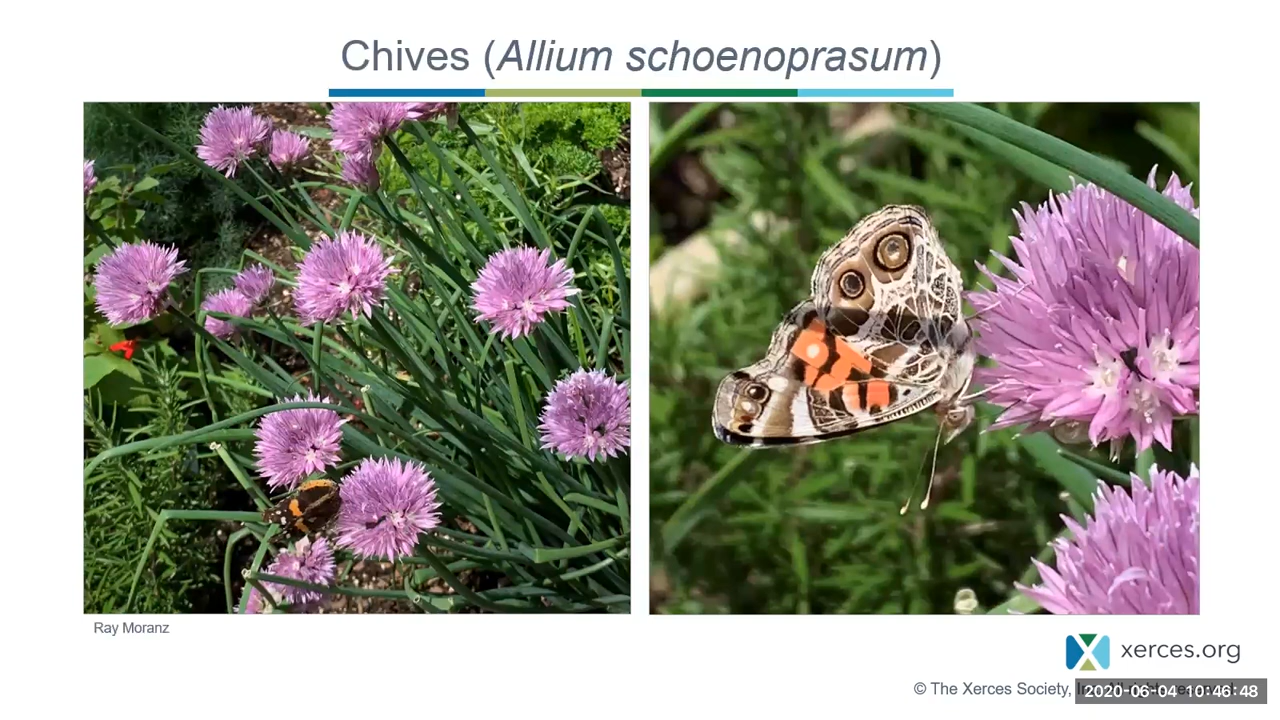 Chives (Allium schoenoprasum)
Ray Moranz
xerces.org
© The Xerces Society,
2020-06-04 10:46:48